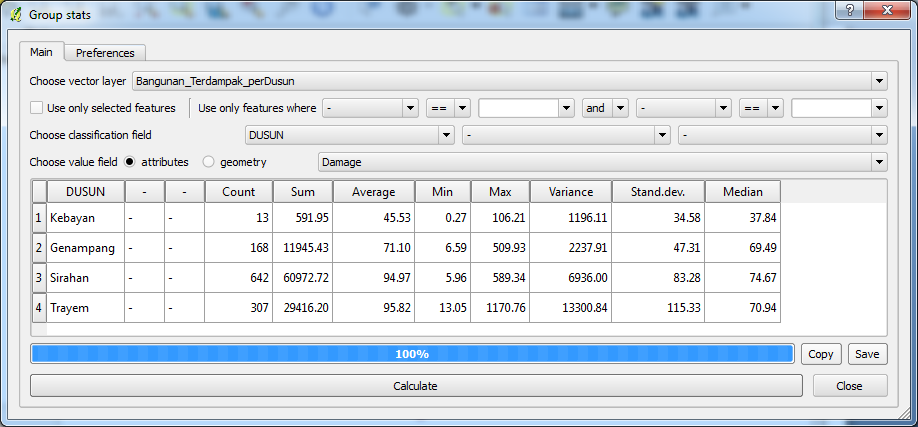 Group stats
Main Preferences
Choose vector layer Bangunan_Terdampak_perDusun
Use only selected features Use only features where - == and - ==
Choose classification field DUSUN - -
Choose value field attributes geometry Damage
DUSUN - - Count Sum Average Min Max Variance Stand.dev. Median
1 Kebayan - - 13 591.95 45.53 0.27 106.21 1196.11 34.58 37.84
2 Genampang - - 168 11945.43 71.10 6.59 509.93 2237.91 47.31 69.49
3 Sirahan - - 642 60972.72 94.97 5.96 589.34 6936.00 83.28 74.67
4 Trayem - - 307 29416.20 95.82 13.05 1170.76 13300.84 115.33 70.94
100% Copy Save
Calculate Close